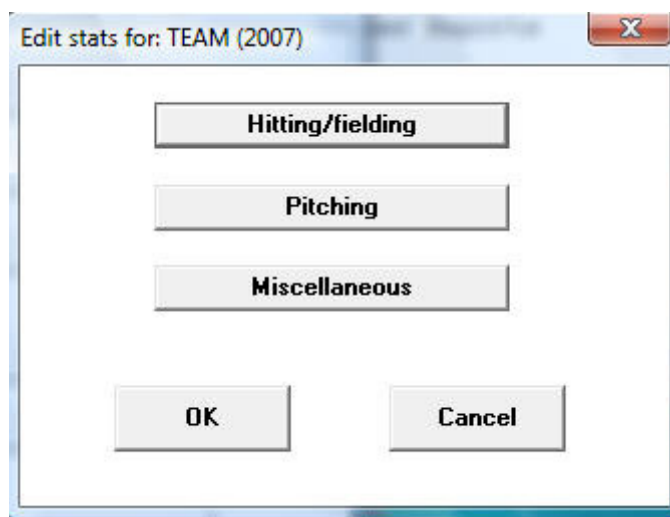 Edit stats for: TEAM (2007)
Hitting/fielding
Pitching
Miscellaneous
OK
Cancel